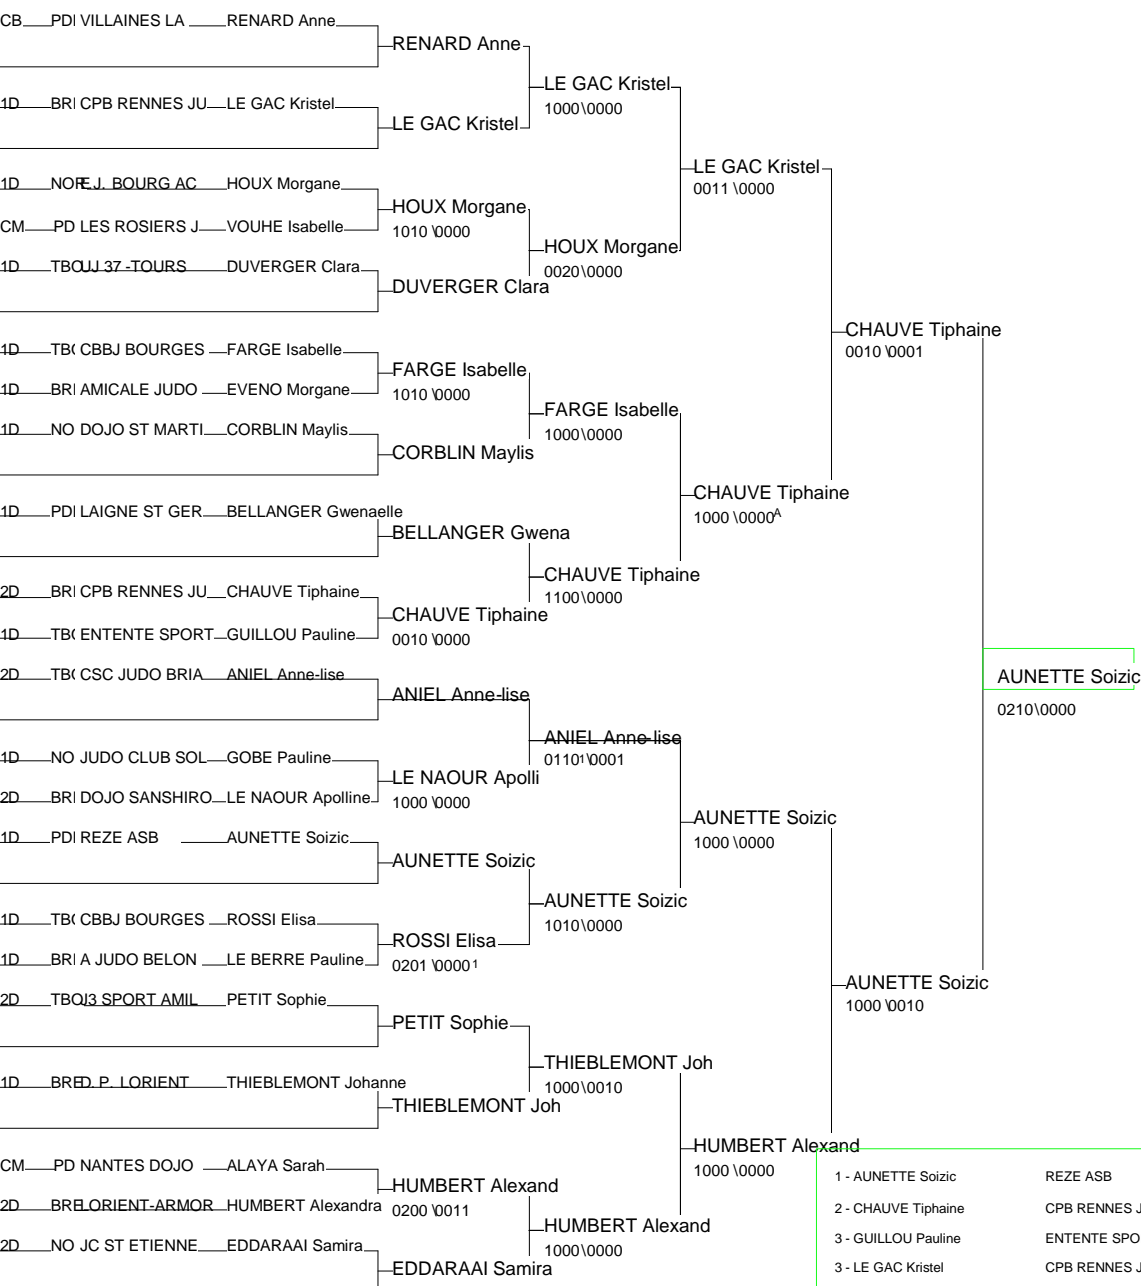 CB PDL VILLAINES LA RENARD Anne
RENARD Anne
LE GAC Kristel
1000\0000
1D BRE CPB RENNES JU LE GAC Kristel
LE GAC Kristel
LE GAC Kristel
0011 \0000
1D NOR E.J. BOURG AC HOUX Morgane
HOUX Morgane
1010 \0000
CM PD LES ROSIERS J VOUHE Isabelle
HOUX Morgane
0020\0000
1D TBO UJ 37 -TOURS DUVERGER Clara
DUVERGER Clara
CHAUVE Tiphaine
0010 \0001
1D TB( CBBJ BOURGES FARGE Isabelle
FARGE Isabelle
1010 \0000
1D BR AMICALE JUDO EVENO Morgane
FARGE Isabelle
1000\0000
1D NO DOJO ST MARTI CORBLIN Maylis
CORBLIN Maylis
CHAUVE Tiphaine
1000 \0000A
1D PD LAIGNE ST GER BELLANGER Gwenaelle
BELLANGER Gwena
CHAUVE Tiphaine
1100\0000
2D BR CPB RENNES JU CHAUVE Tiphaine
CHAUVE Tiphaine
0010 \0000
1D TB( ENTENTE SPORT GUILLOU Pauline
AUNETTE Soizic
0210\0000
2D TB( CSC JUDO BRIA ANIEL Anne-lise
ANIEL Anne-lise
ANIEL Anne-lise
01101\0001
1D NO JUDO CLUB SOL GOBE Pauline
LE NAOUR Apolli
1000 \0000
2D BR DOJO SANSHIRO LE NAOUR Apolline
AUNETTE Soizic
1000 \0000
1D PD REZE ASB AUNETTE Soizic
AUNETTE Soizic
AUNETTE Soizic
1010\0000
1D TB( CBBJ BOURGES ROSSI Elisa
ROSSI Elisa
0201 \00001
1D BR A JUDO BELON LE BERRE Pauline
AUNETTE Soizic
1000 \0010
2D TBO J3 SPORT AMIL PETIT Sophie
PETIT Sophie
THIEBLEMONT Joh
1000\0010
1D BRE D. P. LORIENT THIEBLEMONT Johanne
THIEBLEMONT Joh
HUMBERT Alexand
1000 \0000
CM PD NANTES DOJO ALAYA Sarah
HUMBERT Alexand
0200 \0011
2D BRE LORIENT-ARMOR HUMBERT Alexandra
HUMBERT Alexand
1000\0000
2D NO JC ST ETIENNE EDDARAAI Samira
EDDARAAI Samira
1 - AUNETTE Soizic REZE ASB
2 - CHAUVE Tiphaine CPB RENNES J
3 - GUILLOU Pauline ENTENTE SPO
3 - LE GAC Kristel CPB RENNES J